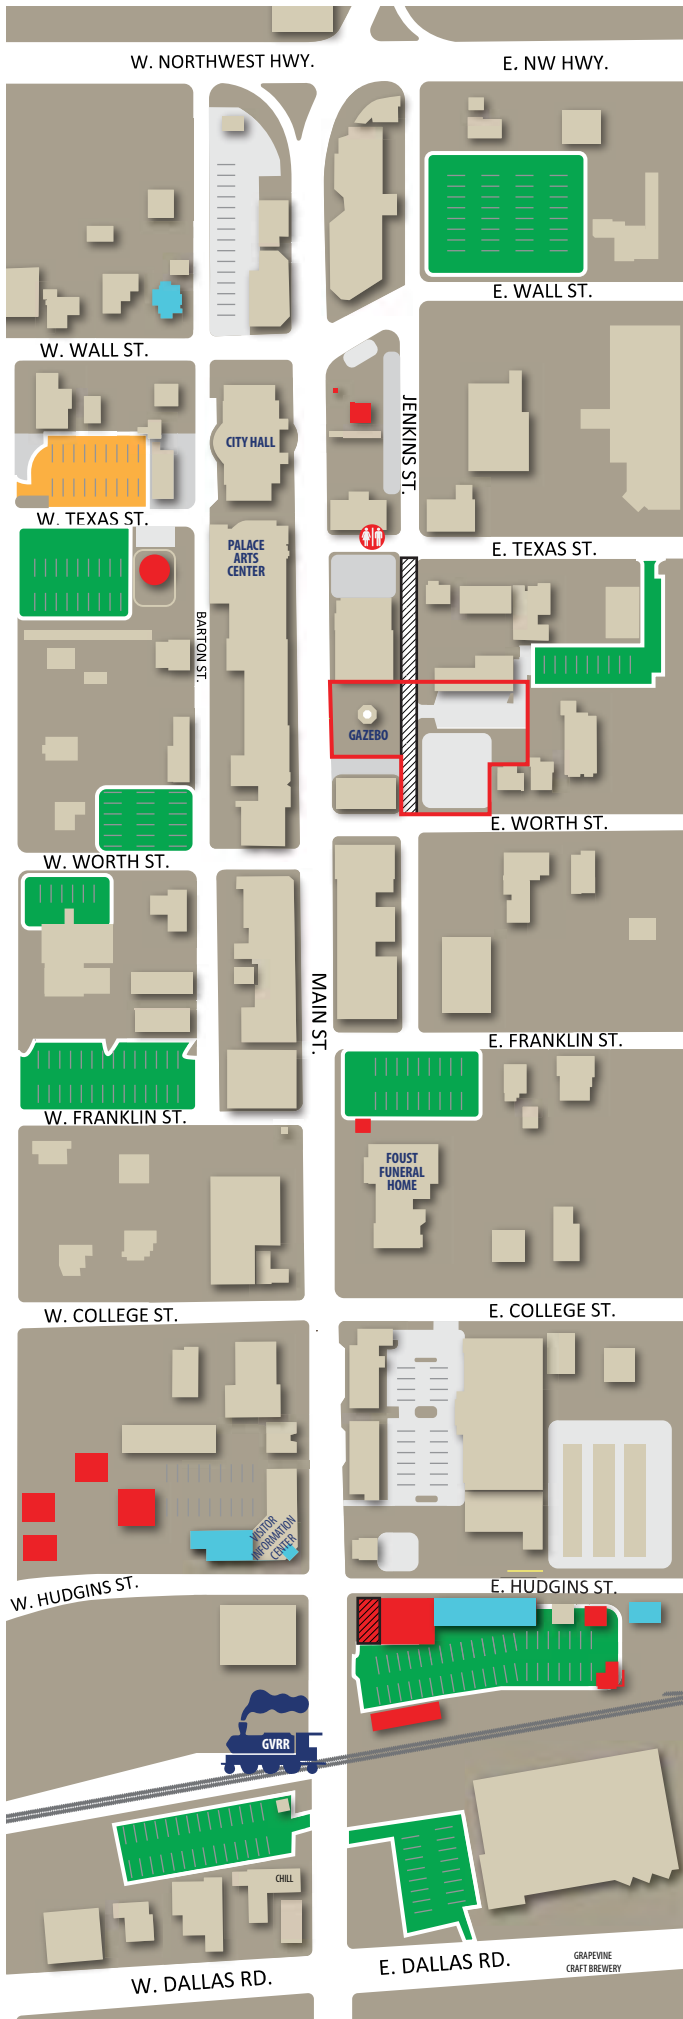 W. NORTHWEST HWY.
E. NW HWY.
E. WALL ST.
W. WALL ST.
JENKINS ST.
CITY HALL
W. TEXAS ST.
E. TEXAS ST.
PALACE
ARTS
CENTER
BARTON ST.
GAZEBO
E. WORTH ST.
W. WORTH ST.
MAIN ST.
E. FRANKLIN ST.
W. FRANKLIN ST.
FOUST
FUNERAL
HOME
E. COLLEGE ST.
W. COLLEGE ST.
VISITOR
INFORMATION
CENTER
W. HUDGINS ST.
E. HUDGINS ST.
GVRR
CHILL
E. DALLAS RD.
GRAPEVINE
CRAFT BREWERY
W. DALLAS RD.